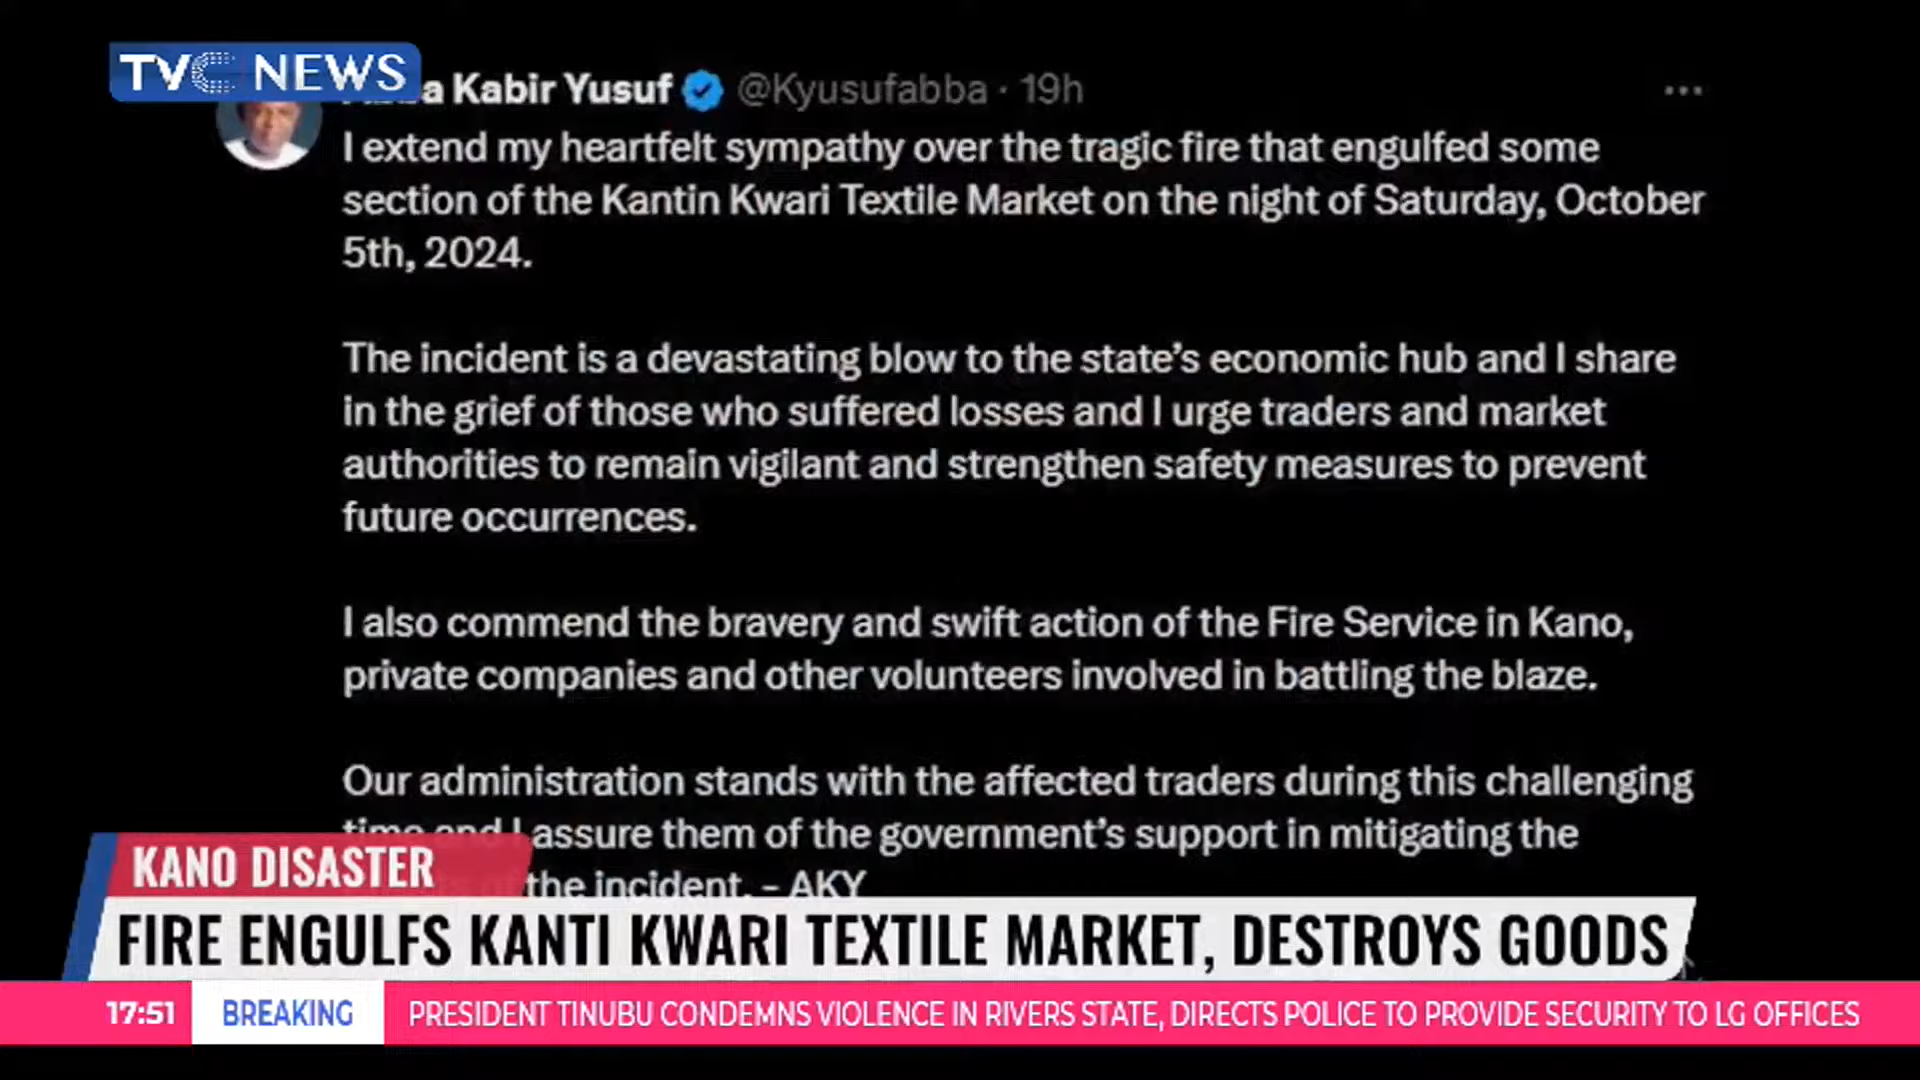 TVC NEWS
a Kabir Yusuf @Kyusufabba · 19h
I extend my heartfelt sympathy over the tragic fire that engulfed some
section of the Kantin Kwari Textile Market on the night of Saturday, October
5th, 2024.
The incident is a devastating blow to the state's economic hub and I share
in the grief of those who suffered losses and I urge traders and market
authorities to remain vigilant and strengthen safety measures to prevent
future occurrences.
I also commend the bravery and swift action of the Fire Service in Kano,
private companies and other volunteers involved in battling the blaze.
Our administration stands with the affected traders during this challenging
time and I assure them of the government's support in mitigating the
the incident. – AKY
KANO DISASTER
FIRE ENGULFS KANTI KWARI TEXTILE MARKET, DESTROYS GOODS
17:51 BREAKING PRESIDENT TINUBU CONDEMNS VIOLENCE IN RIVERS STATE, DIRECTS POLICE TO PROVIDE SECURITY TO LG OFFICES